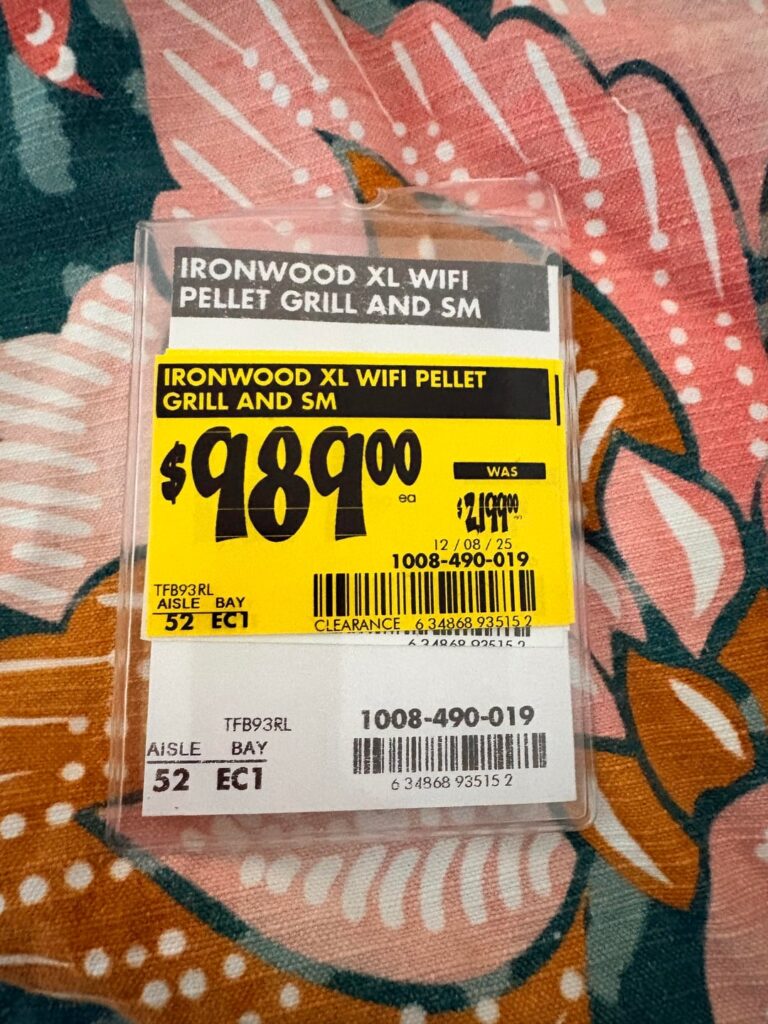 IRONWOOD XL WIFI
PELLET GRILL AND SM
IRONWOOD XL WIFI PELLET
GRILL AND SM
$989.00
ea
WAS
$2,199.00
12 / 08 / 25
1008-490-019
TFB93RL
AISLE BAY
52 EC1
CLEARANCE 6 34868 93515 2
6 34868 93515 2
TFB93RL
AISLE BAY
52 EC1
1008-490-019
6 34868 93515 2